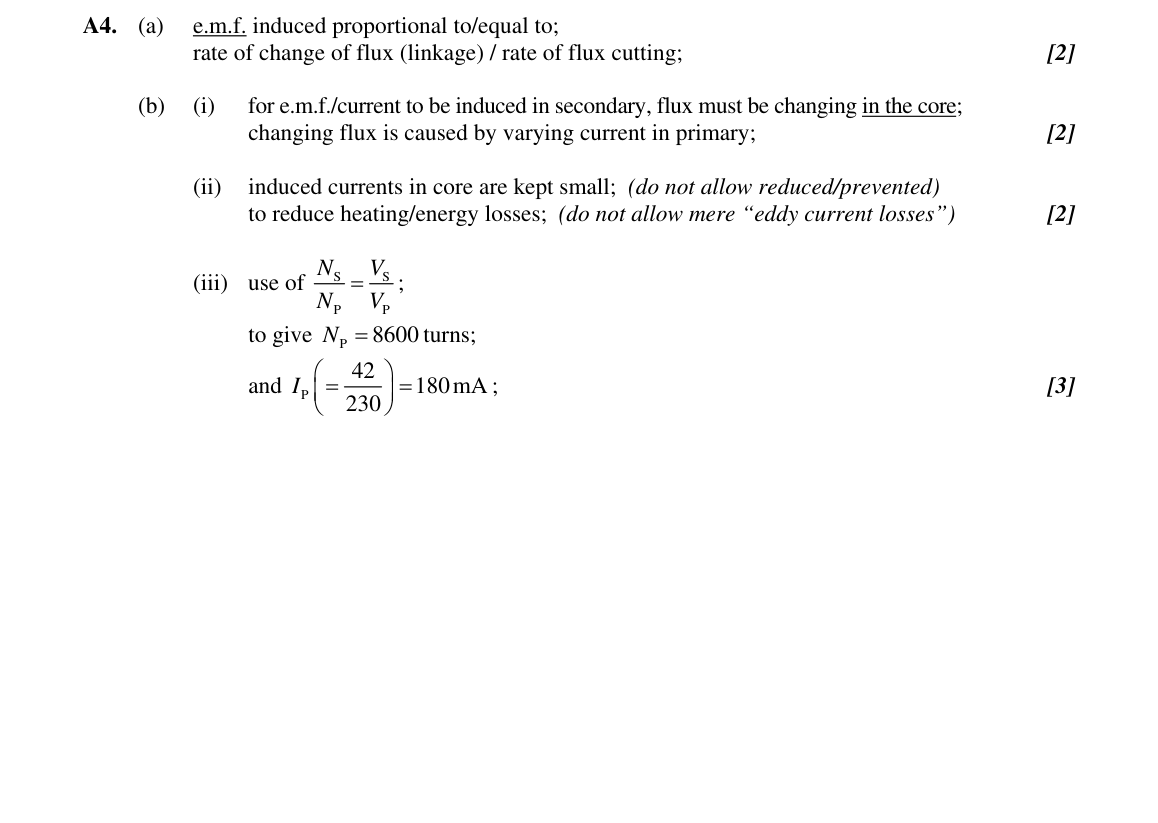 A4. (a) e.m.f. induced proportional to/equal to;
rate of change of flux (linkage) / rate of flux cutting; [2]
(b) (i) for e.m.f./current to be induced in secondary, flux must be changing in the core;
changing flux is caused by varying current in primary; [2]
(ii) induced currents in core are kept small; (do not allow reduced/prevented)
to reduce heating/energy losses; (do not allow mere “eddy current losses”) [2]
(iii) use of N_S/N_P = V_S/V_P ;
to give N_P = 8600 turns;
and I_P (= 42/230) = 180 mA ; [3]